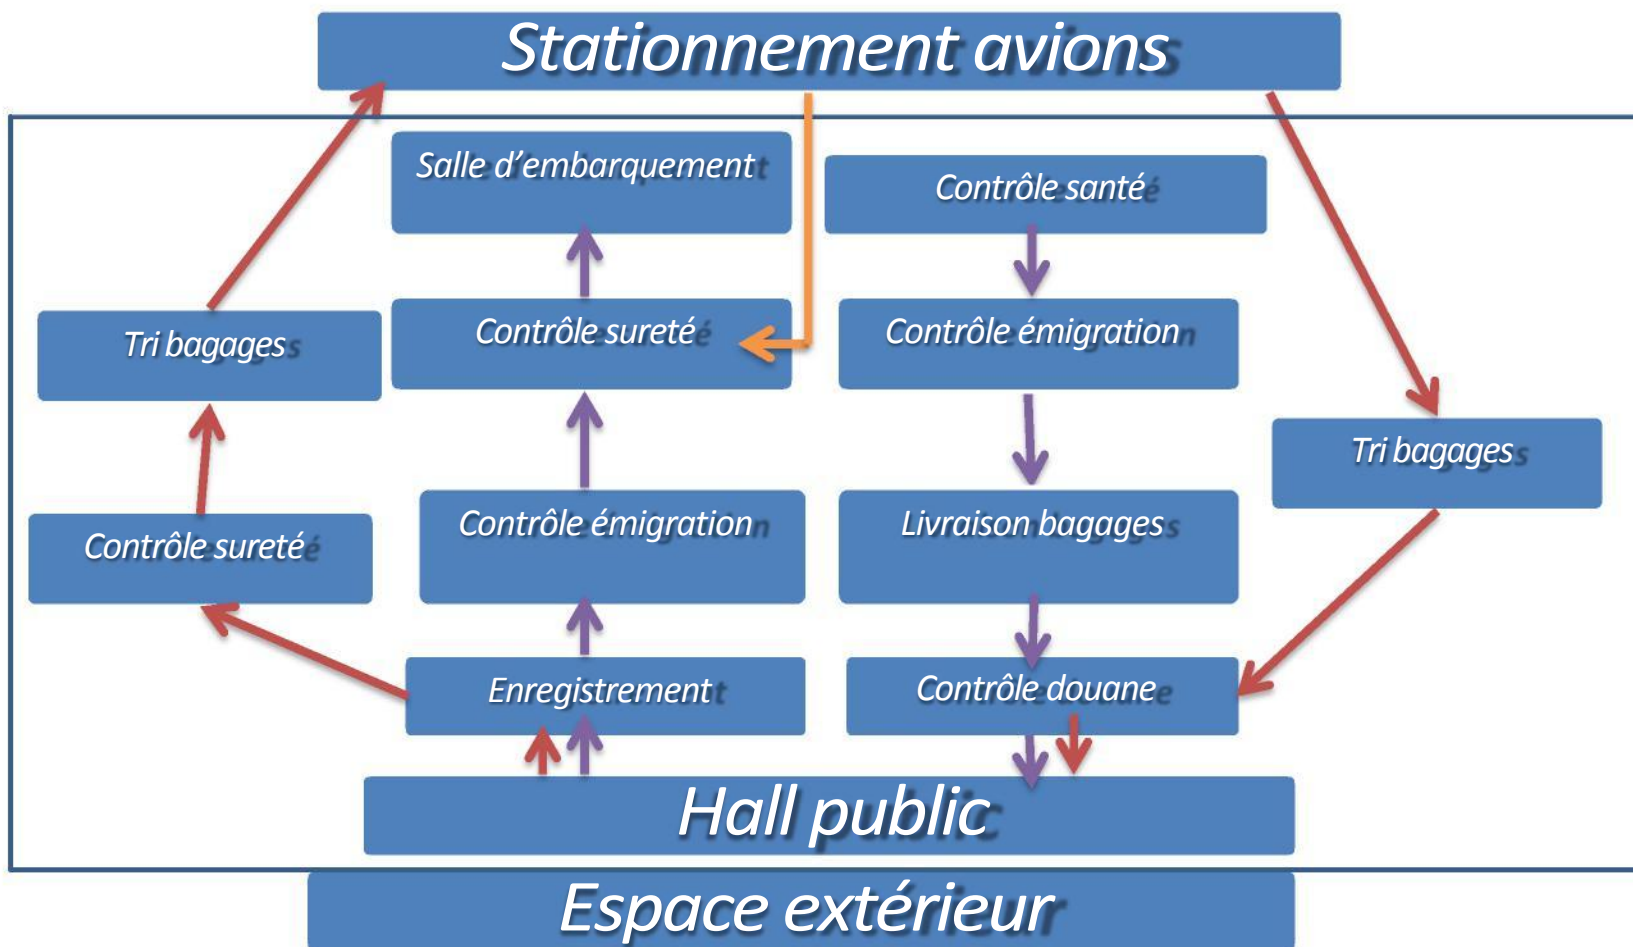 Stationnement avions
Salle d’embarquement
Contrôle santé
Contrôle sureté
Contrôle émigration
Tri bagages
Tri bagages
Contrôle sureté
Contrôle émigration
Livraison bagages
Enregistrement
Contrôle douane
Hall public
Espace extérieur